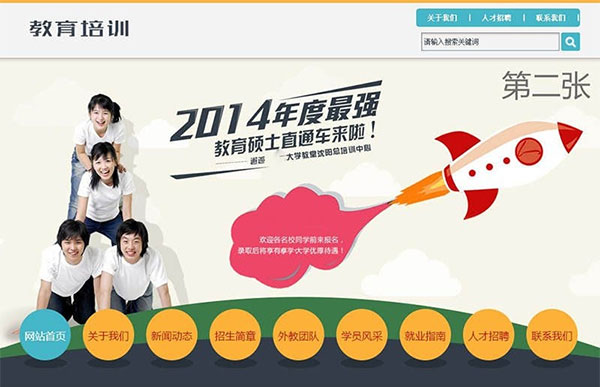 教育培训
关于我们 | 人才招聘 | 联系我们 |
请输入搜索关键词
第二张
2014年度最强
教育硕士直通车来啦！
大学教皇沈阳总培训中心
欢迎各名校同学前来报名，
录取后将享有春学大学优厚待遇！
网站首页
关于我们
新闻动态
招生简章
外教团队
学员风采
就业指南
人才招聘
联系我们